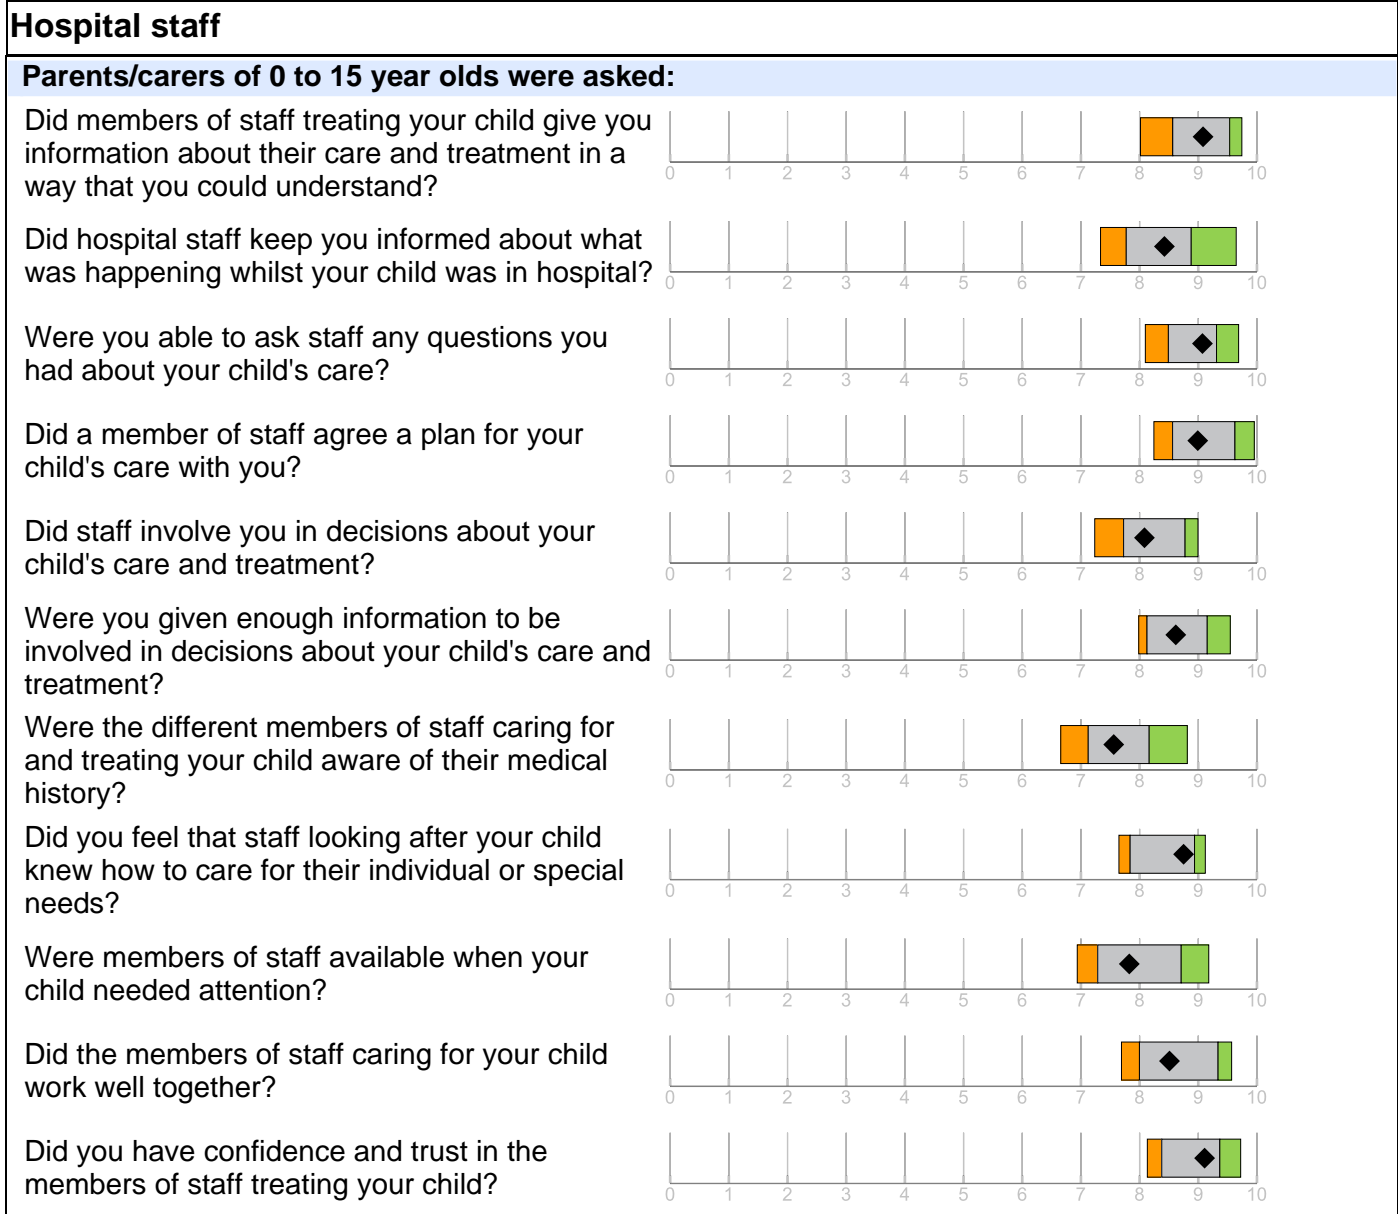 Hospital staff
Parents/carers of 0 to 15 year olds were asked:
Did members of staff treating your child give you
information about their care and treatment in a
way that you could understand?
0 1 2 3 4 5 6 7 8 9 10
Did hospital staff keep you informed about what
was happening whilst your child was in hospital?
0 1 2 3 4 5 6 7 8 9 10
Were you able to ask staff any questions you
had about your child's care?
0 1 2 3 4 5 6 7 8 9 10
Did a member of staff agree a plan for your
child's care with you?
0 1 2 3 4 5 6 7 8 9 10
Did staff involve you in decisions about your
child's care and treatment?
0 1 2 3 4 5 6 7 8 9 10
Were you given enough information to be
involved in decisions about your child's care and
treatment?
0 1 2 3 4 5 6 7 8 9 10
Were the different members of staff caring for
and treating your child aware of their medical
history?
0 1 2 3 4 5 6 7 8 9 10
Did you feel that staff looking after your child
knew how to care for their individual or special
needs?
0 1 2 3 4 5 6 7 8 9 10
Were members of staff available when your
child needed attention?
0 1 2 3 4 5 6 7 8 9 10
Did the members of staff caring for your child
work well together?
0 1 2 3 4 5 6 7 8 9 10
Did you have confidence and trust in the
members of staff treating your child?
0 1 2 3 4 5 6 7 8 9 10